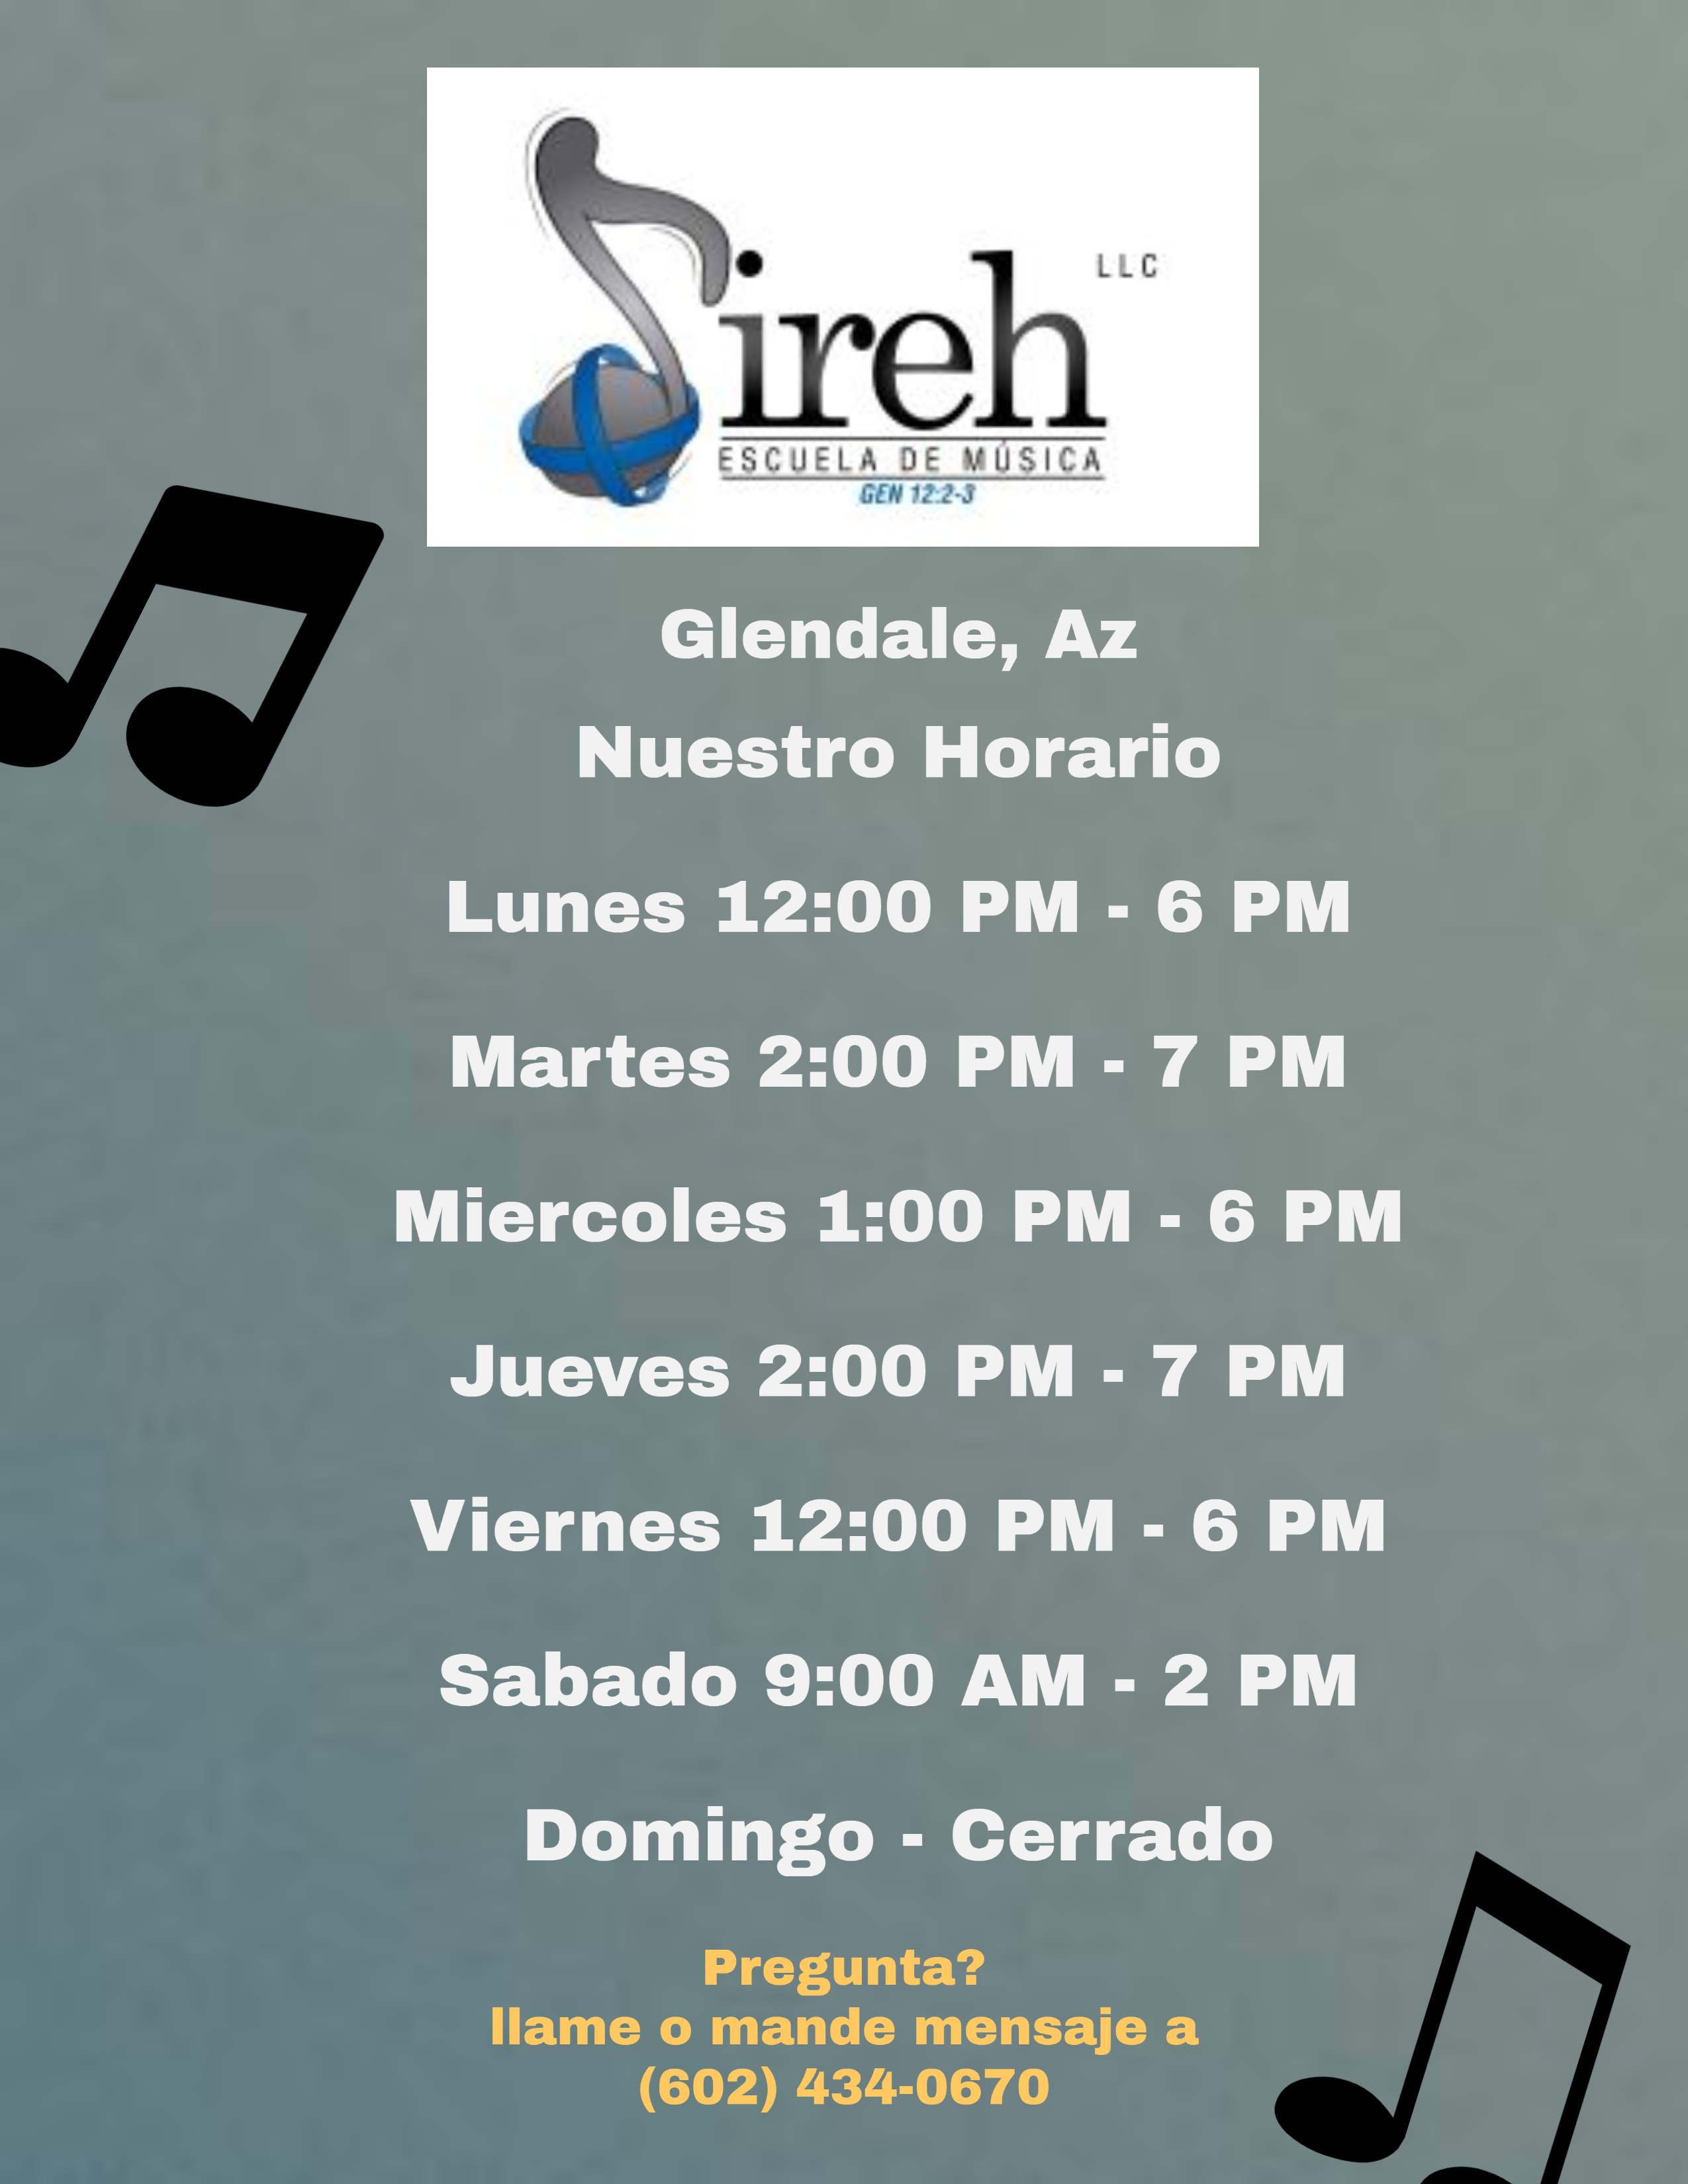 Jireh LLC
ESCUELA DE MÚSICA
GEN 12:2-3
Glendale, Az
Nuestro Horario
Lunes 12:00 PM - 6 PM
Martes 2:00 PM - 7 PM
Miercoles 1:00 PM - 6 PM
Jueves 2:00 PM - 7 PM
Viernes 12:00 PM - 6 PM
Sabado 9:00 AM - 2 PM
Domingo - Cerrado
Pregunta?
llame o mande mensaje a
(602) 434-0670